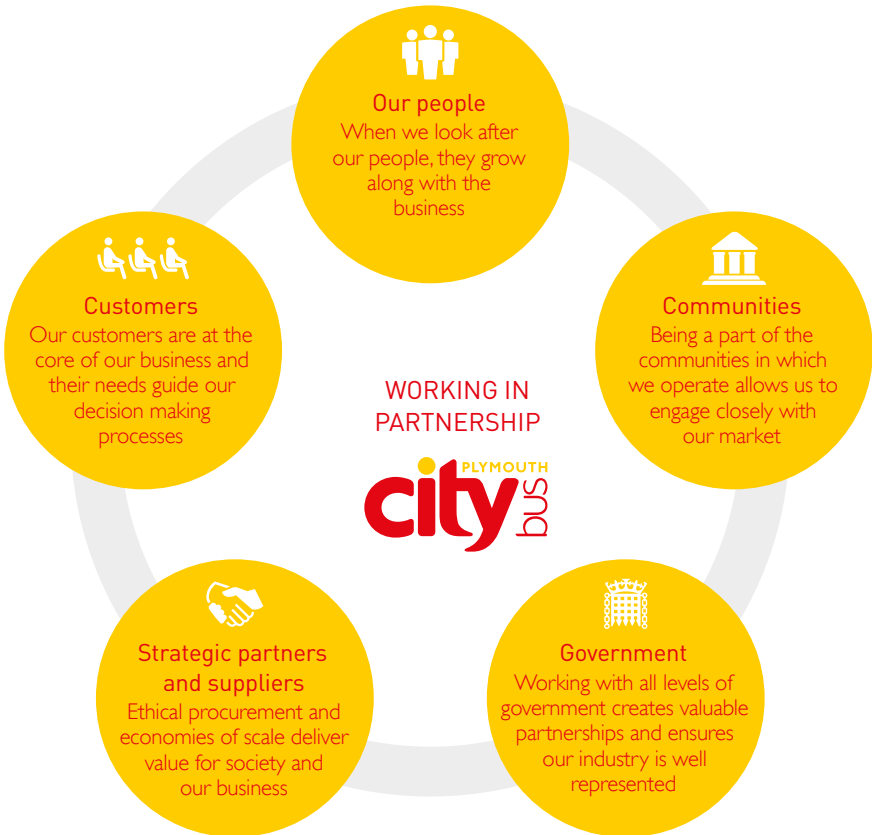 Our people
When we look after
our people, they grow
along with the
business
Customers
Our customers are at the
core of our business and
their needs guide our
decision making
processes
Communities
Being a part of the
communities in which
we operate allows us to
engage closely with
our market
WORKING IN
PARTNERSHIP
PLYMOUTH
city bus
Strategic partners
and suppliers
Ethical procurement and
economies of scale deliver
value for society and
our business
Government
Working with all levels of
government creates valuable
partnerships and ensures
our industry is well
represented